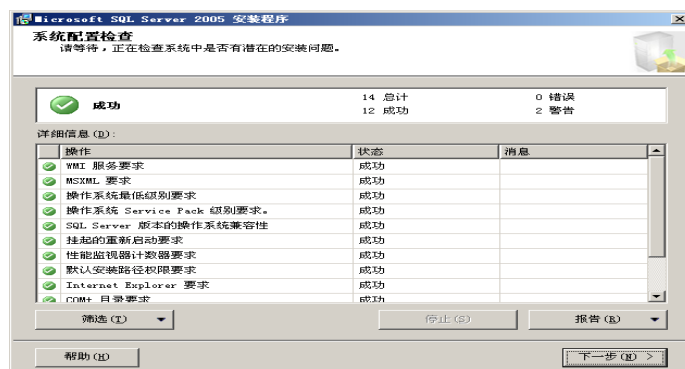 Microsoft SQL Server 2005 安装程序
系统配置检查
请等待，正在检查系统中是否有潜在的安装问题。
成功
14 总计 0 错误
12 成功 2 警告
详细信息(D):
操作 状态 消息
WMI 服务要求 成功
MSXML 要求 成功
操作系统最低级别要求 成功
操作系统 Service Pack 级别要求。 成功
SQL Server 版本的操作系统兼容性 成功
挂起的重新启动要求 成功
性能监视器计数器要求 成功
默认安装路径权限要求 成功
Internet Explorer 要求 成功
COM+ 目录要求 成功
筛选(T) 停止(S) 报告(R)
帮助(H) 下一步(N) >